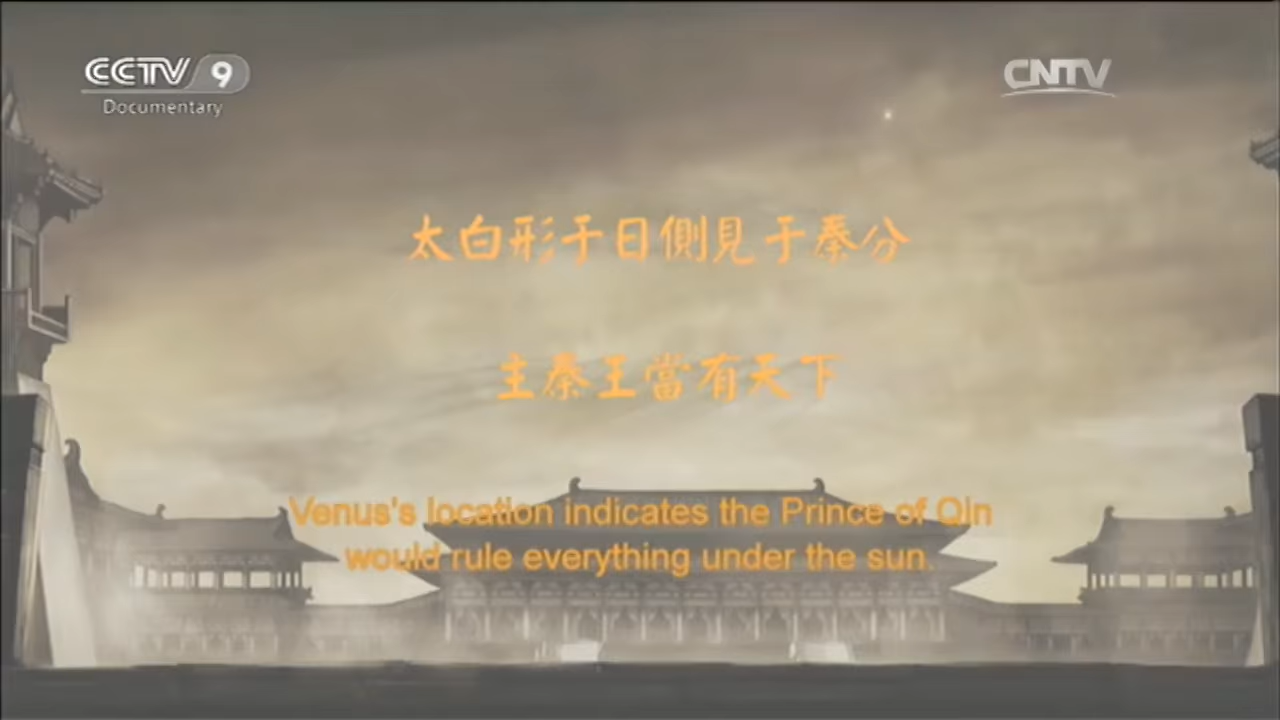 CCTV 9
Documentary
CNTV
太白形于日側見于秦分
主秦王當有天下
Venus's location indicates the Prince of Qin
would rule everything under the sun.